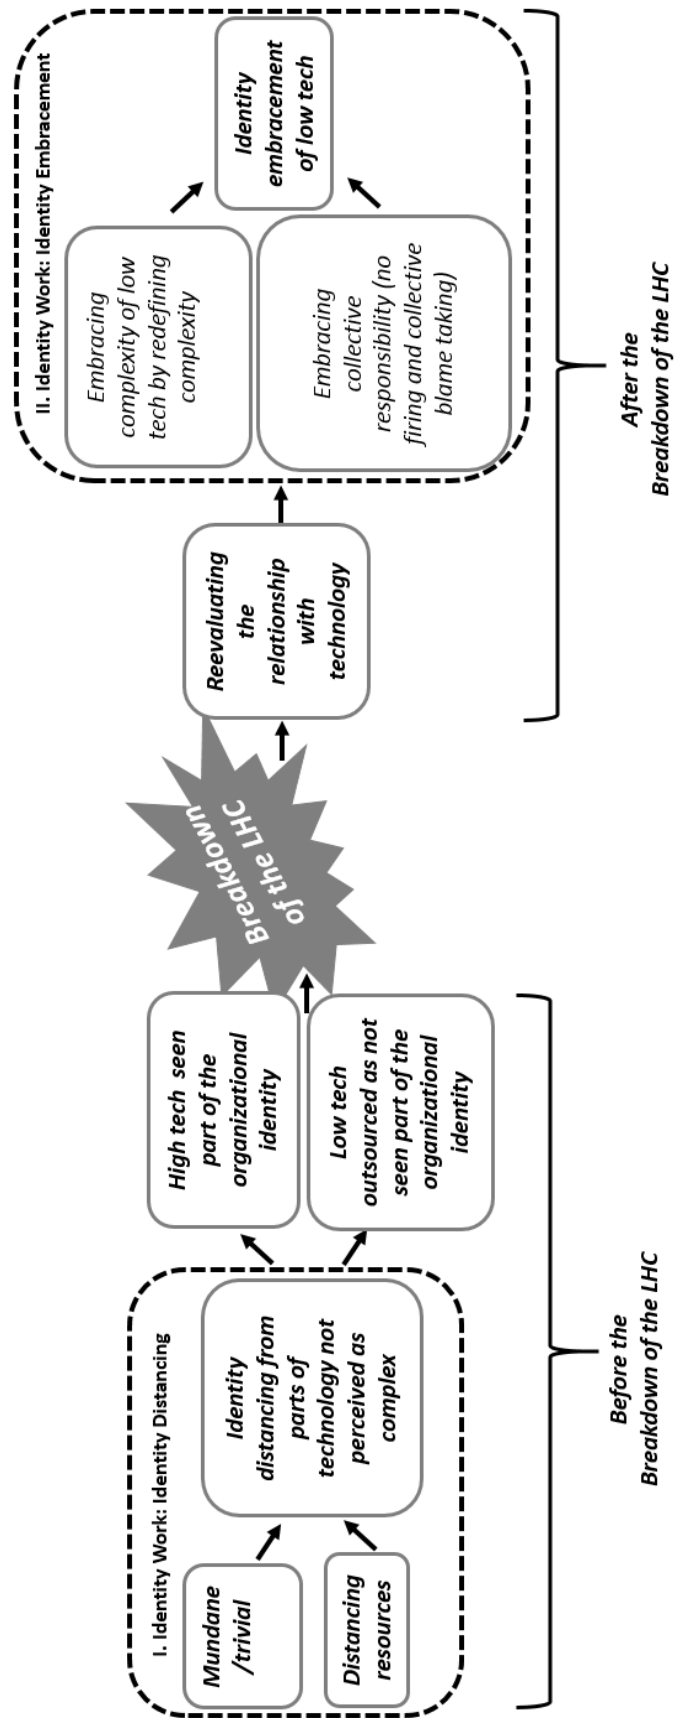 I. Identity Work: Identity Distancing
Mundane
/trivial
Distancing
resources
Identity
distancing from
parts of
technology not
perceived as
complex
High tech seen
part of the
organizational
identity
Low tech
outsourced as not
seen part of the
organizational
identity
Before the
Breakdown of the LHC
Breakdown
of the LHC
Reevaluating
the
relationship
with
technology
II. Identity Work: Identity Embracement
Embracing
complexity of low
tech by redefining
complexity
Embracing
collective
responsibility (no
firing and collective
blame taking)
Identity
embracement
of low tech
After the
Breakdown of the LHC